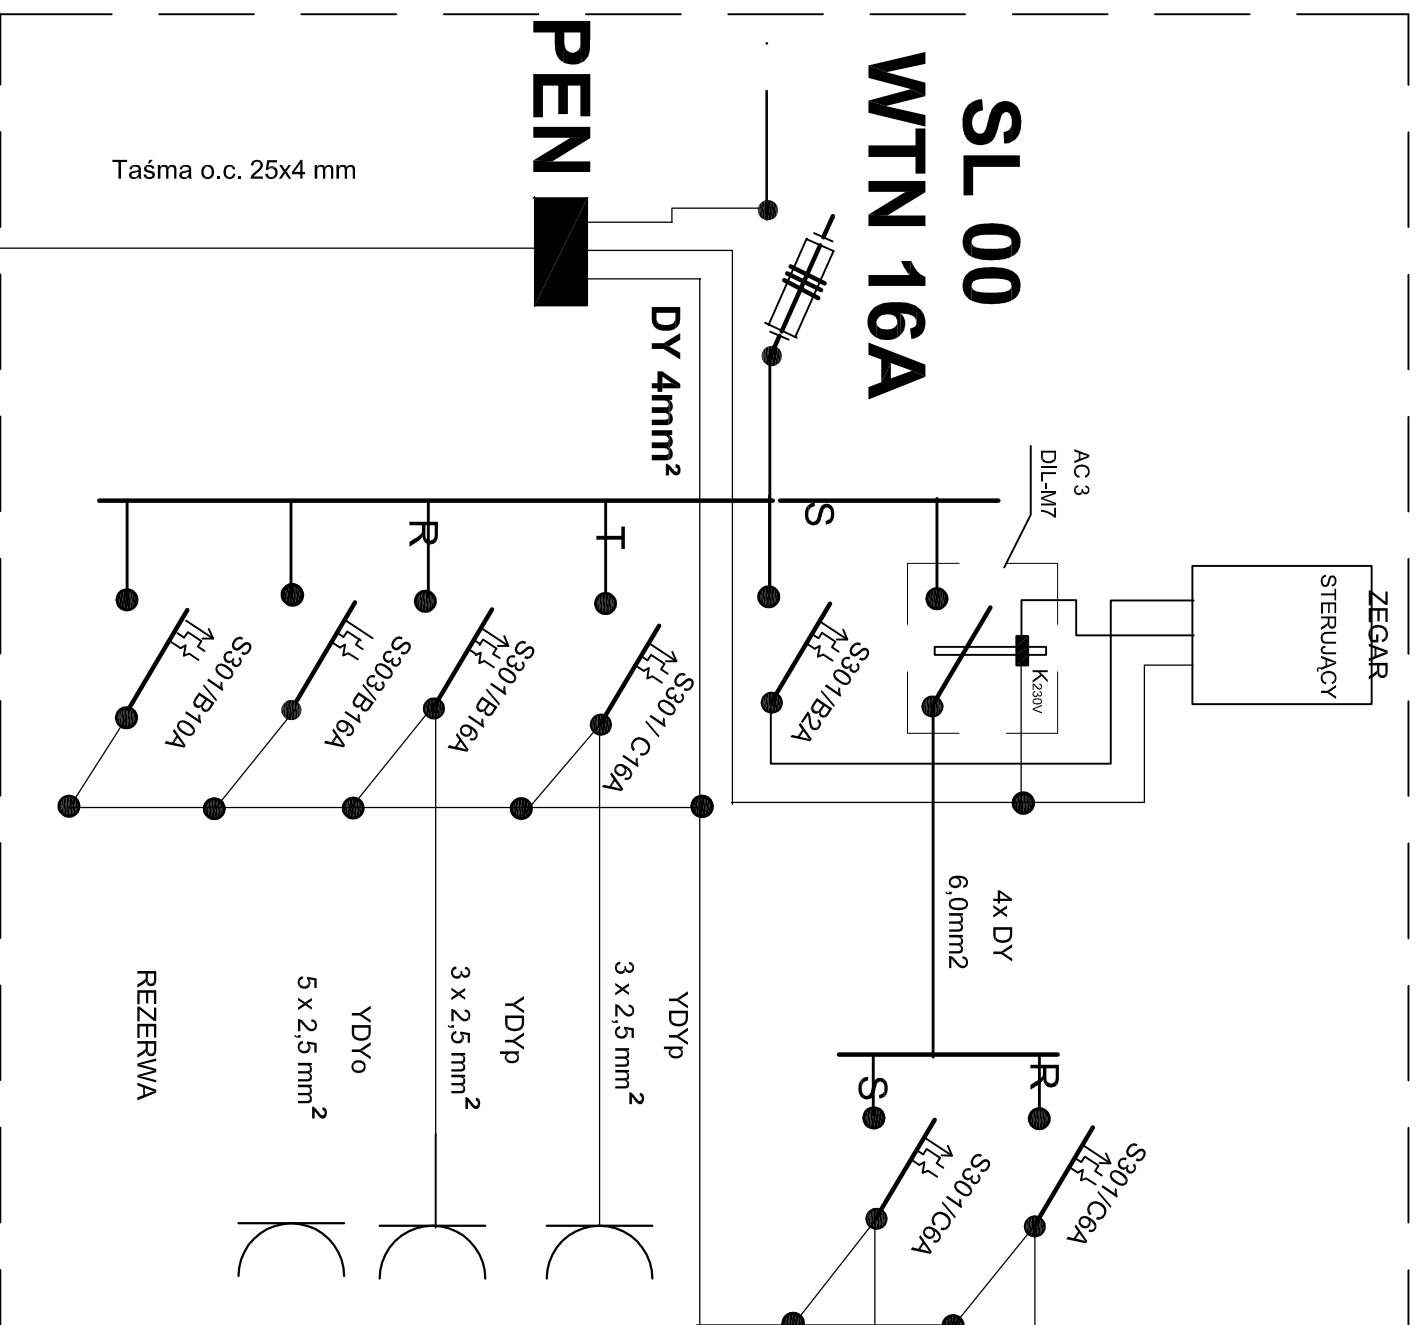 PEN
SL 00
WTN 16A
Taśma o.c. 25x4 mm
DY 4mm²
AC 3
DIL-M7
ZEGAR
STERUJĄCY
R
T
S
K230V
S301/B10A
S303/B16A
S301/B16A
S301/ C16A
S301/B2A
4x DY
6,0mm2
REZERWA
YDYo
5 x 2,5 mm²
YDYp
3 x 2,5 mm²
YDYp
3 x 2,5 mm²
S
R
S301/C6A
S301/C6A